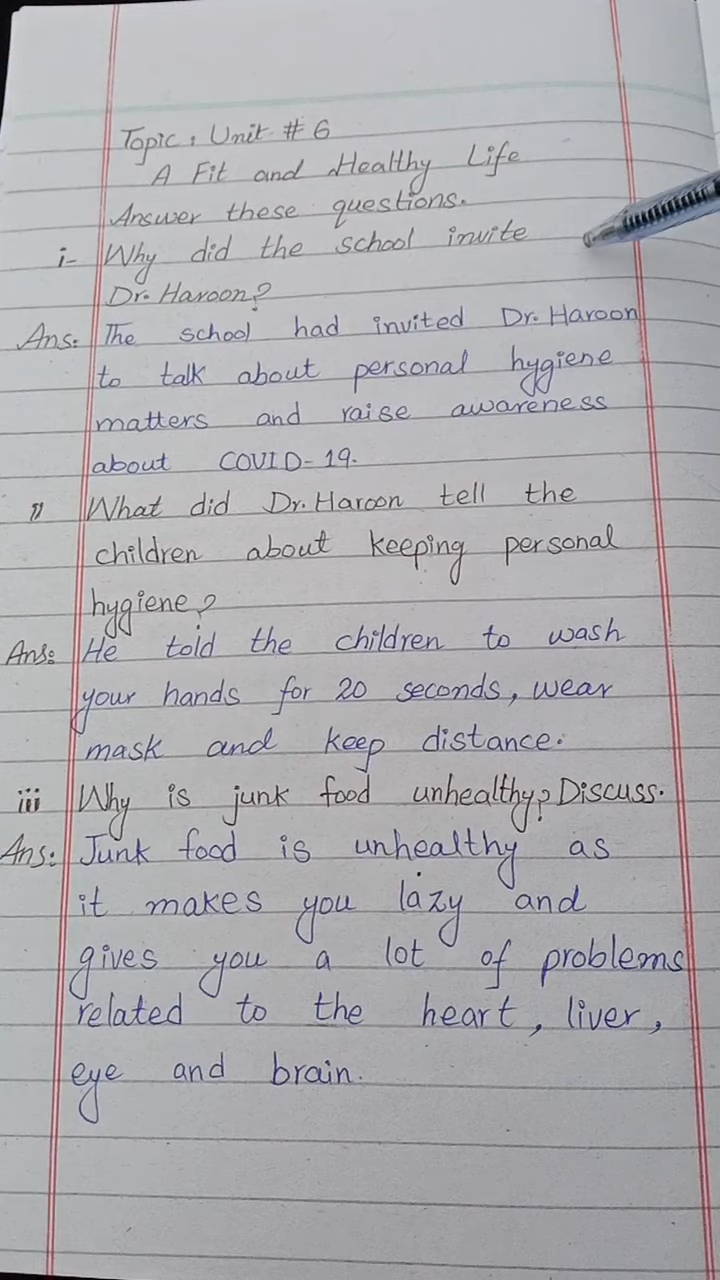 Topic: Unit # 6
A Fit and Healthy Life
Answer these questions.
i- Why did the school invite
Dr. Haroon?
Ans: The school had invited Dr. Haroon
to talk about personal hygiene
matters and raise awareness
about COVID-19.
ii What did Dr. Haroon tell the
children about keeping personal
hygiene?
Ans: He told the children to wash
your hands for 20 seconds, wear
mask and keep distance.
iii Why is junk food unhealthy? Discuss.
Ans: Junk food is unhealthy as
it makes you lazy and
gives you a lot of problems
related to the heart, liver,
eye and brain.